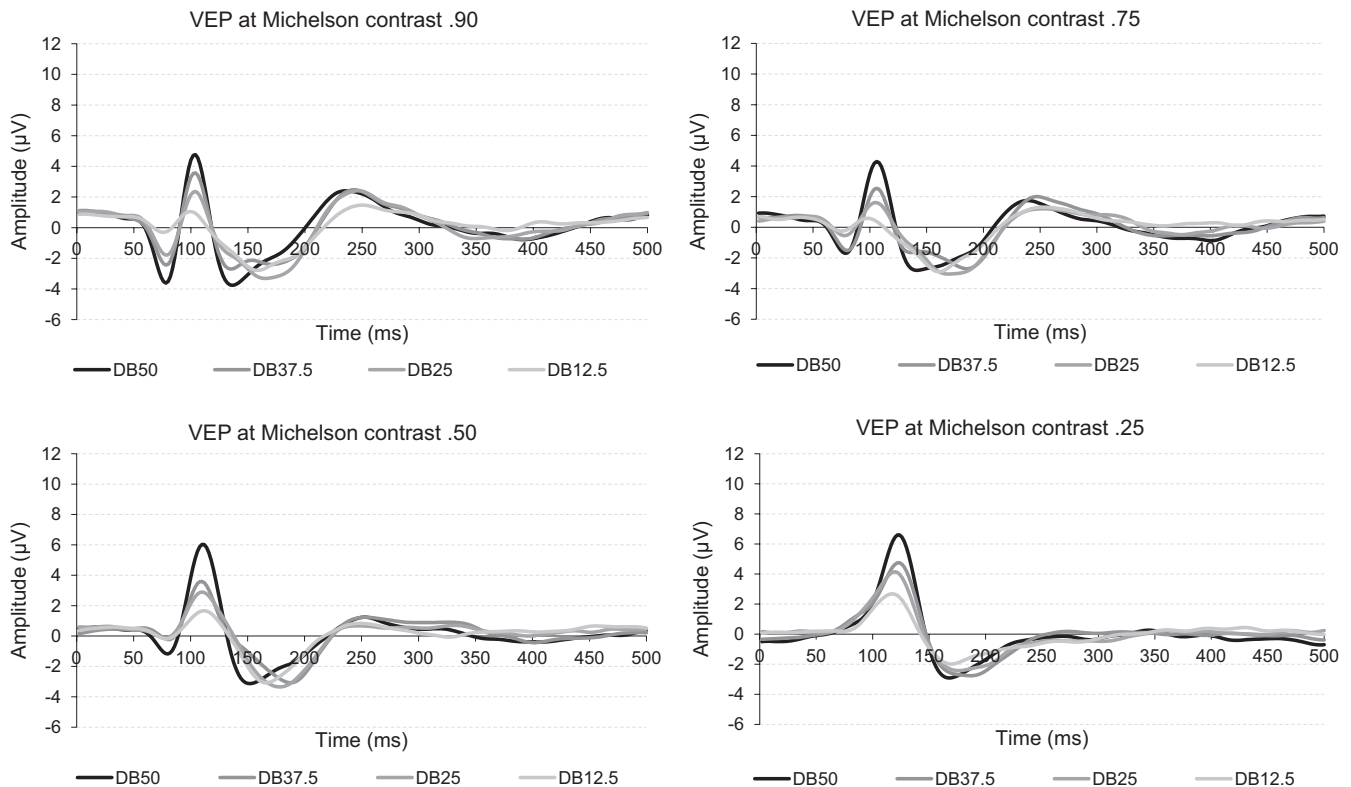 VEP at Michelson contrast .90
12
10
8
6
4
2
0
-2
-4
-6
Amplitude (µV)
0 50 100 150 200 250 300 350 400 450 500
Time (ms)
DB50 DB37.5 DB25 DB12.5
VEP at Michelson contrast .75
12
10
8
6
4
2
0
-2
-4
-6
Amplitude (µV)
0 50 100 150 200 250 300 350 400 450 500
Time (ms)
DB50 DB37.5 DB25 DB12.5
VEP at Michelson contrast .50
12
10
8
6
4
2
0
-2
-4
-6
Amplitude (µV)
0 50 100 150 200 250 300 350 400 450 500
Time (ms)
DB50 DB37.5 DB25 DB12.5
VEP at Michelson contrast .25
12
10
8
6
4
2
0
-2
-4
-6
Amplitude (µV)
0 50 100 150 200 250 300 350 400 450 500
Time (ms)
DB50 DB37.5 DB25 DB12.5